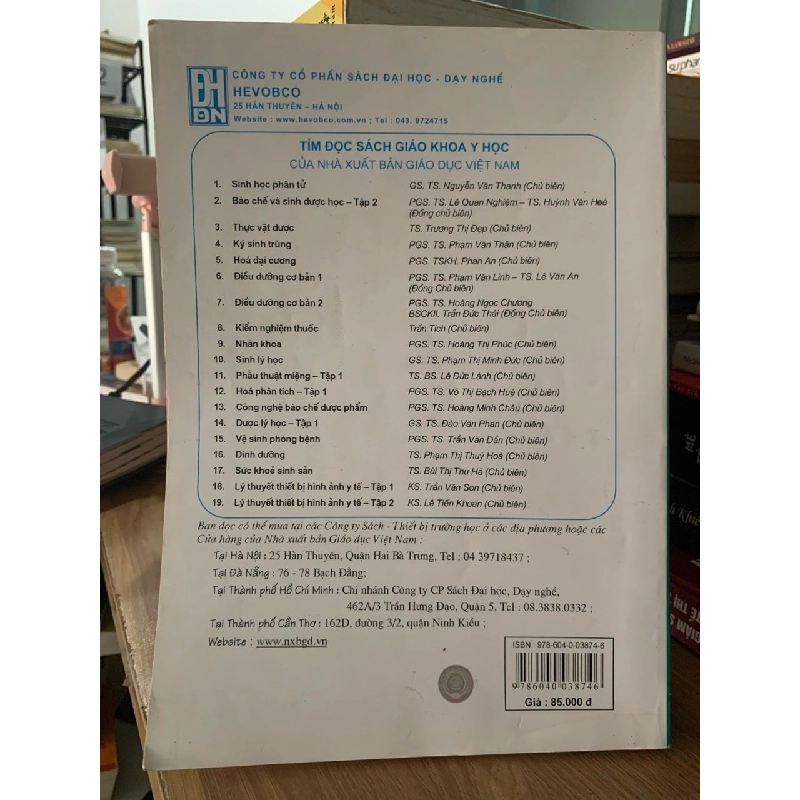 ĐH
DN
CÔNG TY CỔ PHẦN SÁCH ĐẠI HỌC - DẠY NGHỀ
HEVOBCO
25 HÀN THUYÊN – HÀ NỘI
Website : www.hevobco.com.vn ; Tel : 043. 9724715
TÌM ĐỌC SÁCH GIÁO KHOA Y HỌC
CỦA NHÀ XUẤT BẢN GIÁO DỤC VIỆT NAM
1. Sinh học phân tử GS. TS. Nguyễn Văn Thanh (Chủ biên)
2. Bào chế và sinh dược học – Tập 2 PGS. TS. Lê Quan Nghiệm – TS. Huỳnh Văn Hoá
(Đồng chủ biên)
3. Thực vật dược TS. Trương Thị Đẹp (Chủ biên)
4. Ký sinh trùng PGS. TS. Phạm Văn Thân (Chủ biên)
5. Hoá đại cương PGS. TSKH. Phan An (Chủ biên)
6. Điều dưỡng cơ bản 1 PGS. TS. Phạm Văn Lình – TS. Lê Văn An
(Đồng Chủ biên)
7. Điều dưỡng cơ bản 2 PGS. TS. Hoàng Ngọc Chương
BSCKII. Trần Đức Thái (Đồng Chủ biên)
8. Kiểm nghiệm thuốc Trần Tích (Chủ biên)
9. Nhãn khoa PGS. TS. Hoàng Thị Phúc (Chủ biên)
10. Sinh lý học GS. TS. Phạm Thị Minh Đức (Chủ biên)
11. Phẫu thuật miệng – Tập 1 TS. BS. Lê Đức Lánh (Chủ biên)
12. Hoá phân tích – Tập 1 PGS. TS. Võ Thị Bạch Huệ (Chủ biên)
13. Công nghệ bào chế dược phẩm PGS. TS. Hoàng Minh Châu (Chủ biên)
14. Dược lý học – Tập 1 GS. TS. Đào Văn Phan (Chủ biên)
15. Vệ sinh phòng bệnh PGS. TS. Trần Văn Dần (Chủ biên)
16. Dinh dưỡng TS. Phạm Thị Thuý Hoà (Chủ biên)
17. Sức khoẻ sinh sản TS. Bùi Thị Thu Hà (Chủ biên)
18. Lý thuyết thiết bị hình ảnh y tế – Tập 1 KS. Trần Văn Son (Chủ biên)
19. Lý thuyết thiết bị hình ảnh y tế – Tập 2 KS. Lê Tiến Khoan (Chủ biên)
Bạn đọc có thể mua tại các Công ty Sách - Thiết bị trường học ở các địa phương hoặc các
Cửa hàng của Nhà xuất bản Giáo dục Việt Nam :
Tại Hà Nội : 25 Hàn Thuyên, Quận Hai Bà Trưng, Tel : 04 39718437 ;
Tại Đà Nẵng : 76 - 78 Bạch Đằng;
Tại Thành phố Hồ Chí Minh : Chi nhánh Công ty CP Sách Đại học, Dạy nghề,
462A/3 Trần Hưng Đạo, Quận 5, Tel : 08.3838.0332 ;
Tại Thành phố Cần Thơ : 162D, đường 3/2, quận Ninh Kiều ;
Website : www.nxbgd.vn
ISBN : 978-604-0-03874-6
9 786040 038746
Giá : 85.000 đ